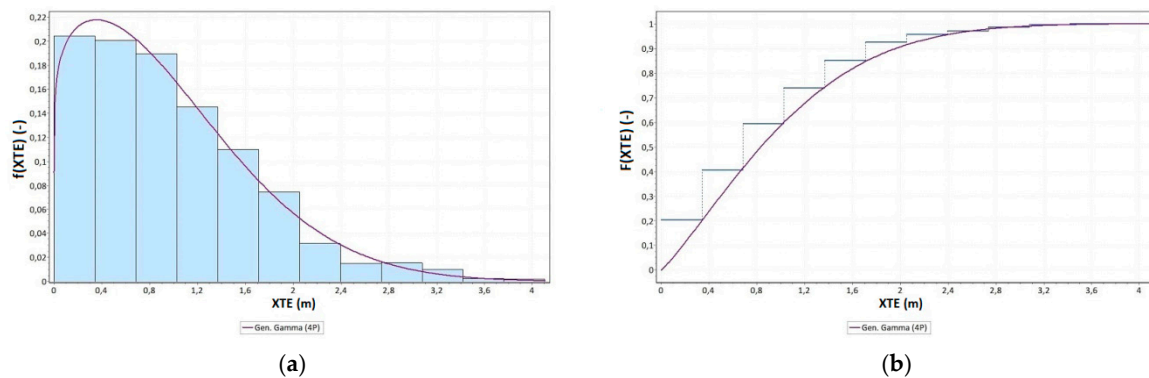 f(XTE) (-)
0,22
0,2
0,18
0,16
0,14
0,12
0,10
0,08
0,06
0,04
0,02
0
0 0,4 0,8 1,2 1,6 2 2,4 2,8 3,2 3,6 4
XTE (m)
Gen. Gamma (4P)
(a)
F(XTE) (-)
1
0,9
0,8
0,7
0,6
0,5
0,4
0,3
0,2
0,1
0
0 0,4 0,8 1,2 1,6 2 2,4 2,8 3,2 3,6 4
XTE (m)
Gen. Gamma (4P)
(b)